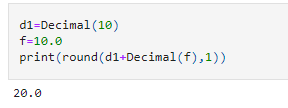 d1=Decimal(10)
f=10.0
print(round(d1+Decimal(f),1))
20.0